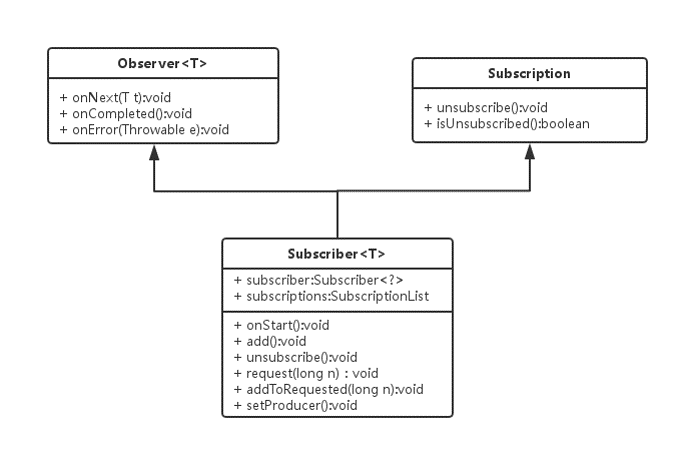 Observer<T>
+ onNext(T t):void
+ onCompleted():void
+ onError(Throwable e):void
Subscription
+ unsubscribe():void
+ isUnsubscribed():boolean
Subscriber<T>
+ subscriber:Subscriber<?>
+ subscriptions:SubscriptionList
+ onStart():void
+ add():void
+ unsubscribe():void
+ request(long n) : void
+ addToRequested(long n):void
+ setProducer():void